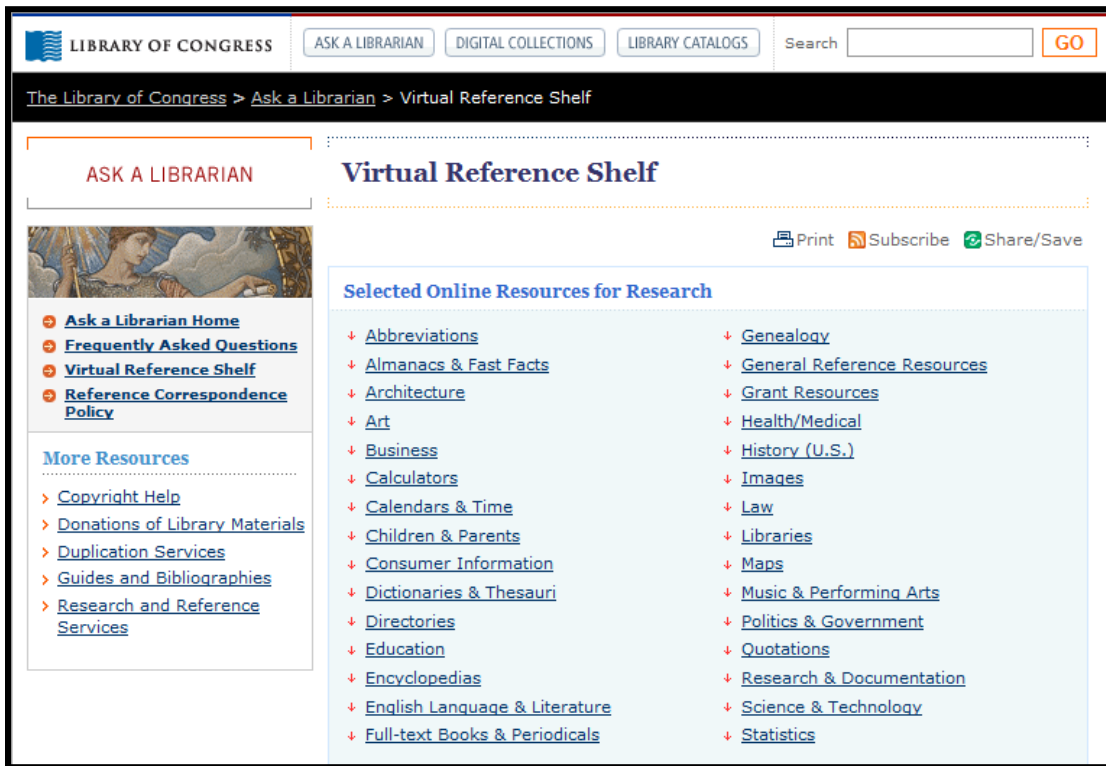 LIBRARY OF CONGRESS
ASK A LIBRARIAN
DIGITAL COLLECTIONS
LIBRARY CATALOGS
Search
GO
The Library of Congress > Ask a Librarian > Virtual Reference Shelf
ASK A LIBRARIAN
Virtual Reference Shelf
Print Subscribe Share/Save
Ask a Librarian Home
Frequently Asked Questions
Virtual Reference Shelf
Reference Correspondence
Policy
More Resources
Copyright Help
Donations of Library Materials
Duplication Services
Guides and Bibliographies
Research and Reference
Services
Selected Online Resources for Research
Abbreviations
Almanacs & Fast Facts
Architecture
Art
Business
Calculators
Calendars & Time
Children & Parents
Consumer Information
Dictionaries & Thesauri
Directories
Education
Encyclopedias
English Language & Literature
Full-text Books & Periodicals
Genealogy
General Reference Resources
Grant Resources
Health/Medical
History (U.S.)
Images
Law
Libraries
Maps
Music & Performing Arts
Politics & Government
Quotations
Research & Documentation
Science & Technology
Statistics